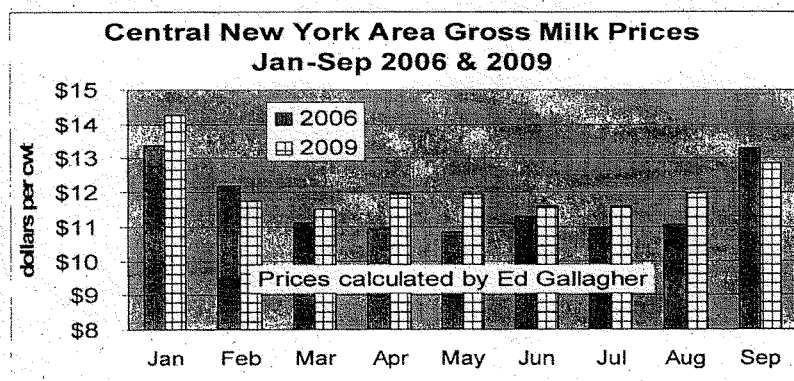 Central New York Area Gross Milk Prices
Jan-Sep 2006 & 2009
dollars per cwt
$15
$14
$13
$12
$11
$10
$9
$8
2006
2009
Prices calculated by Ed Gallagher
Jan Feb Mar Apr May Jun Jul Aug Sep